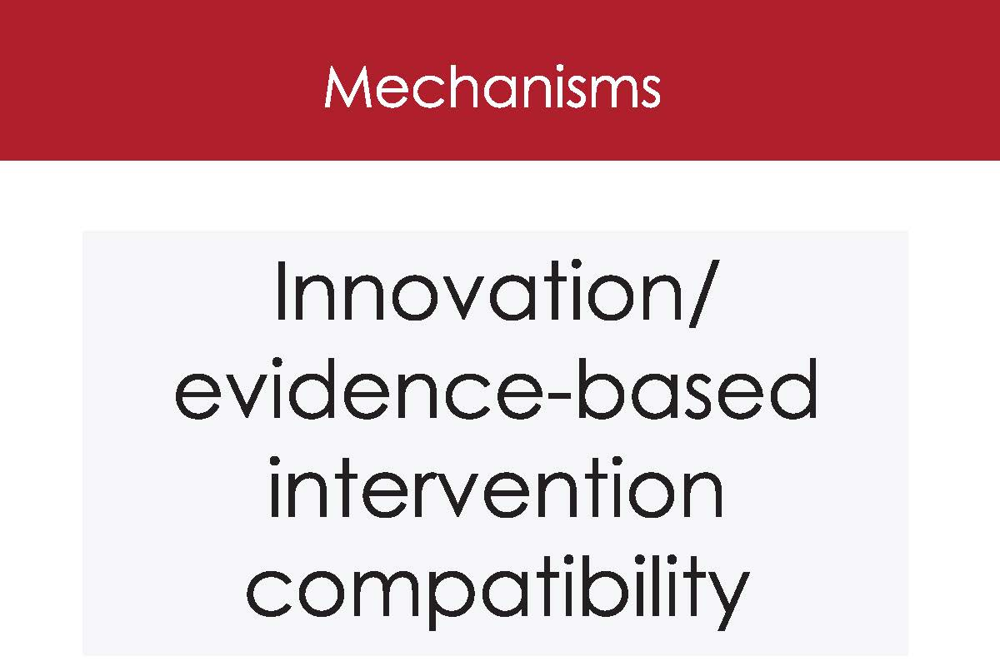 Mechanisms
Innovation/
evidence-based
intervention
compatibility